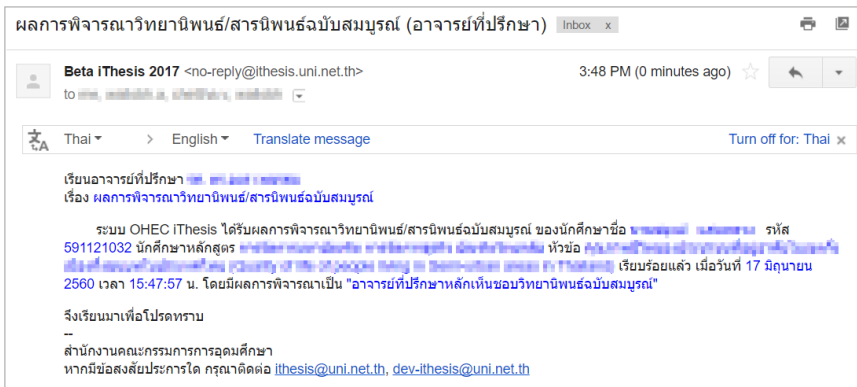 ผลการพิจารณาวิทยานิพนธ์/สารนิพนธ์ฉบับสมบูรณ์ (อาจารย์ที่ปรึกษา) Inbox x
Beta iThesis 2017 <no-reply@ithesis.uni.net.th> 3:48 PM (0 minutes ago)
to
Thai > English Translate message Turn off for: Thai x
เรียนอาจารย์ที่ปรึกษา
เรื่อง ผลการพิจารณาวิทยานิพนธ์/สารนิพนธ์ฉบับสมบูรณ์
ระบบ OHEC iThesis ได้รับผลการพิจารณาวิทยานิพนธ์/สารนิพนธ์ฉบับสมบูรณ์ ของนักศึกษาชื่อ รหัส
591121032 นักศึกษาหลักสูตร หัวข้อ
เรียบร้อยแล้ว เมื่อวันที่ 17 มิถุนายน
2560 เวลา 15:47:57 น. โดยมีผลการพิจารณาเป็น "อาจารย์ที่ปรึกษาหลักเห็นชอบวิทยานิพนธ์ฉบับสมบูรณ์"
จึงเรียนมาเพื่อโปรดทราบ
--
สำนักงานคณะกรรมการการอุดมศึกษา
หากมีข้อสงสัยประการใด กรุณาติดต่อ ithesis@uni.net.th, dev-ithesis@uni.net.th